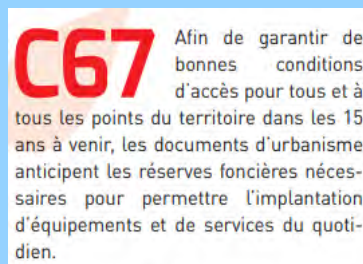 C67 Afin de garantir de
bonnes conditions
d'accès pour tous et à
tous les points du territoire dans les 15
ans à venir, les documents d'urbanisme
anticipent les réserves foncières néces-
saires pour permettre l'implantation
d'équipements et de services du quoti-
dien.